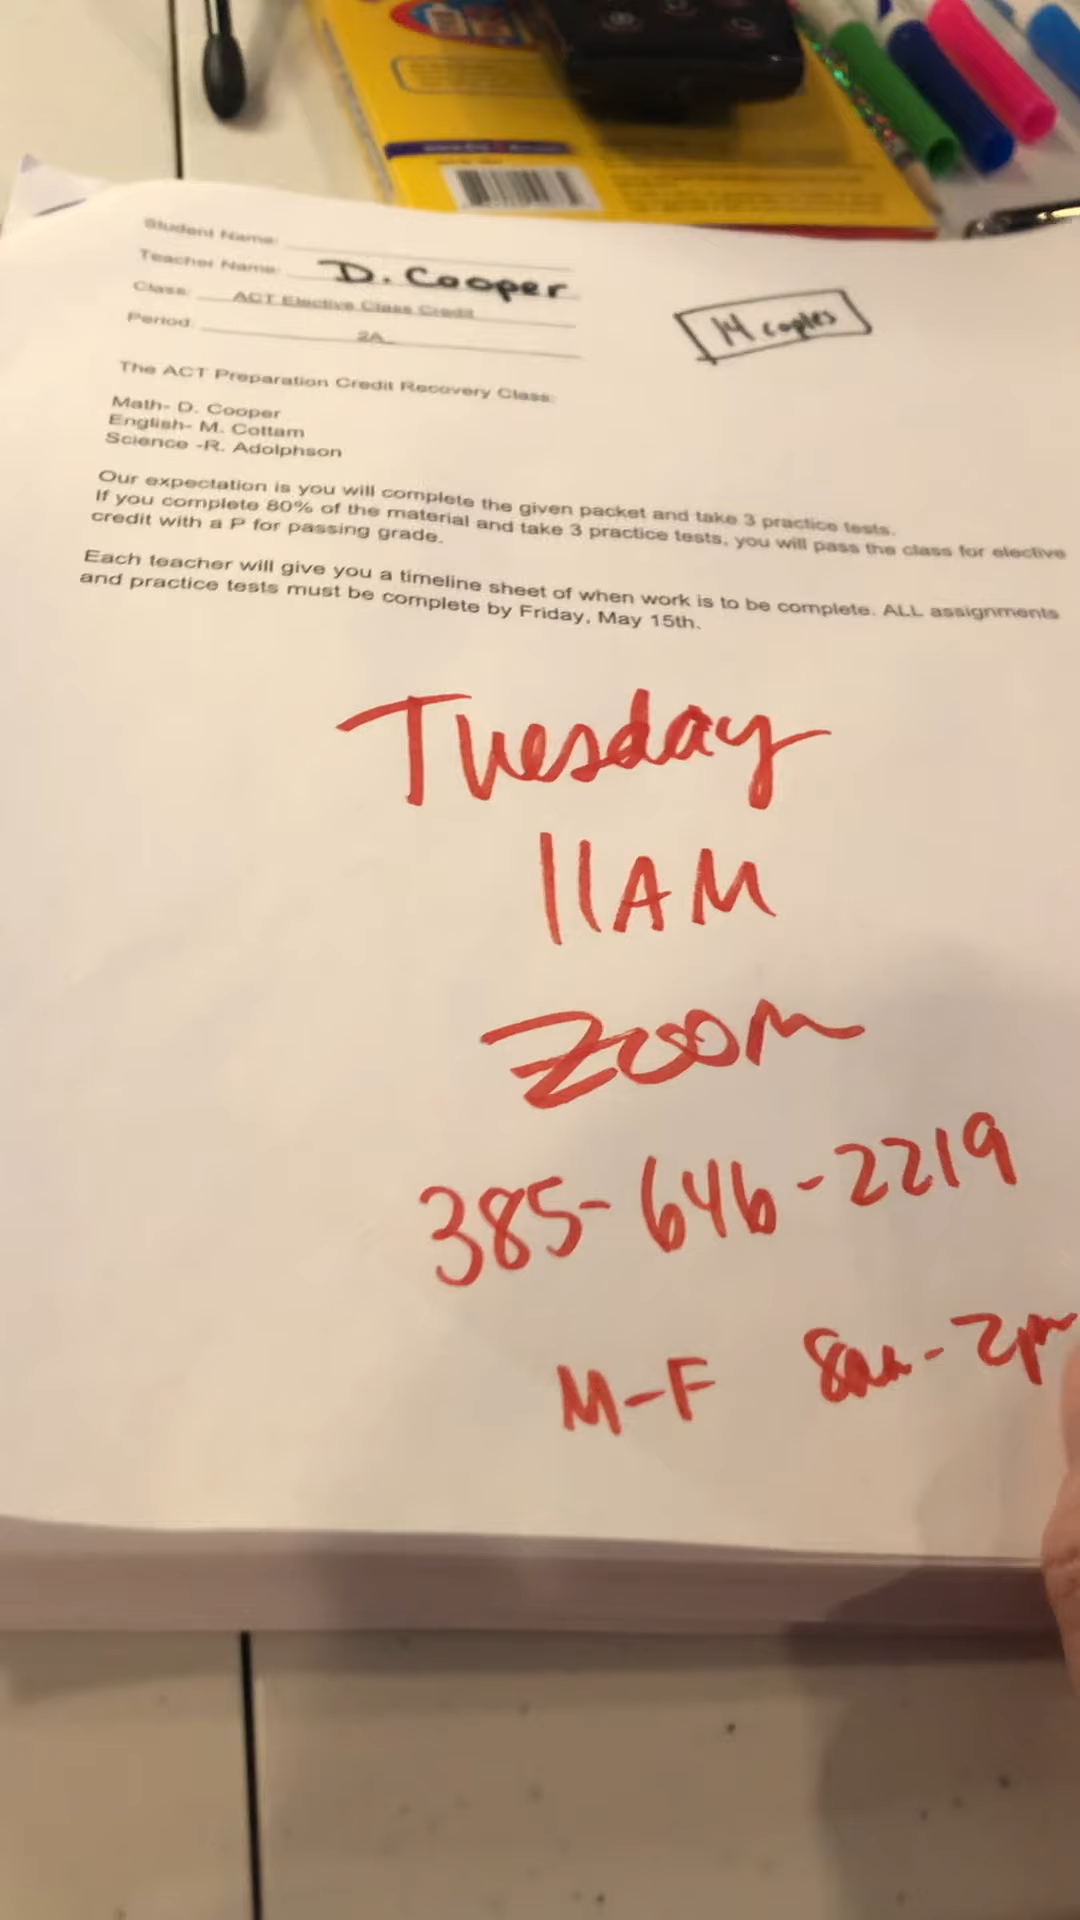 Student Name:
Teacher Name: D. Cooper
Class: ACT Elective Class Credit
14 copies
Period: 2A
The ACT Preparation Credit Recovery Class:
Math- D. Cooper
English- M. Cottam
Science -R. Adolphson
Our expectation is you will complete the given packet and take 3 practice tests.
If you complete 80% of the material and take 3 practice tests, you will pass the class for elective
credit with a P for passing grade.
Each teacher will give you a timeline sheet of when work is to be complete. ALL assignments
and practice tests must be complete by Friday, May 15th.
Tuesday
11AM
ZOOM
385-646-2219
M-F 8am-2pm